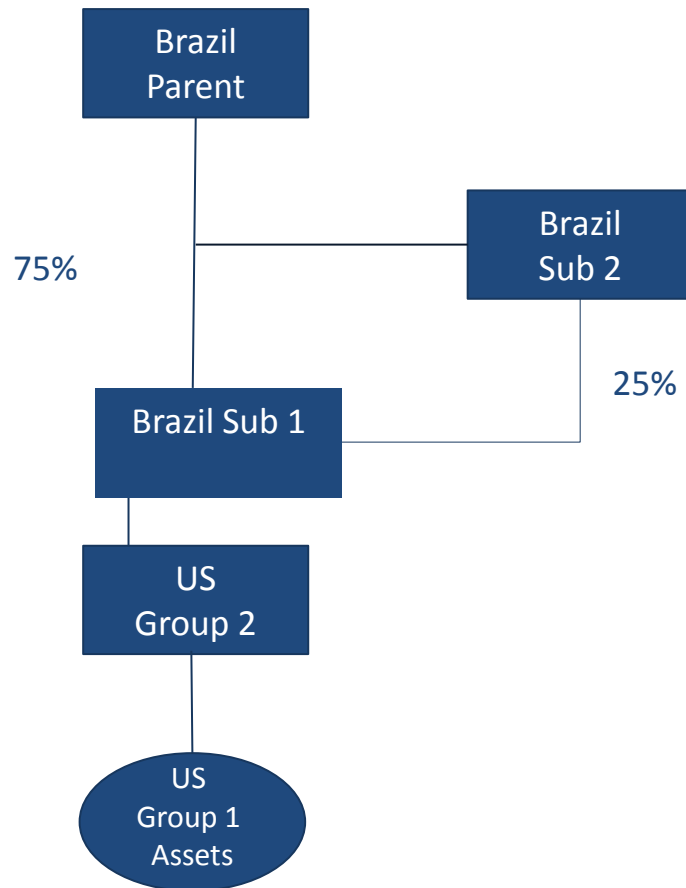 Brazil
Parent
Brazil
Sub 2
75%
25%
Brazil Sub 1
US
Group 2
US
Group 1
Assets